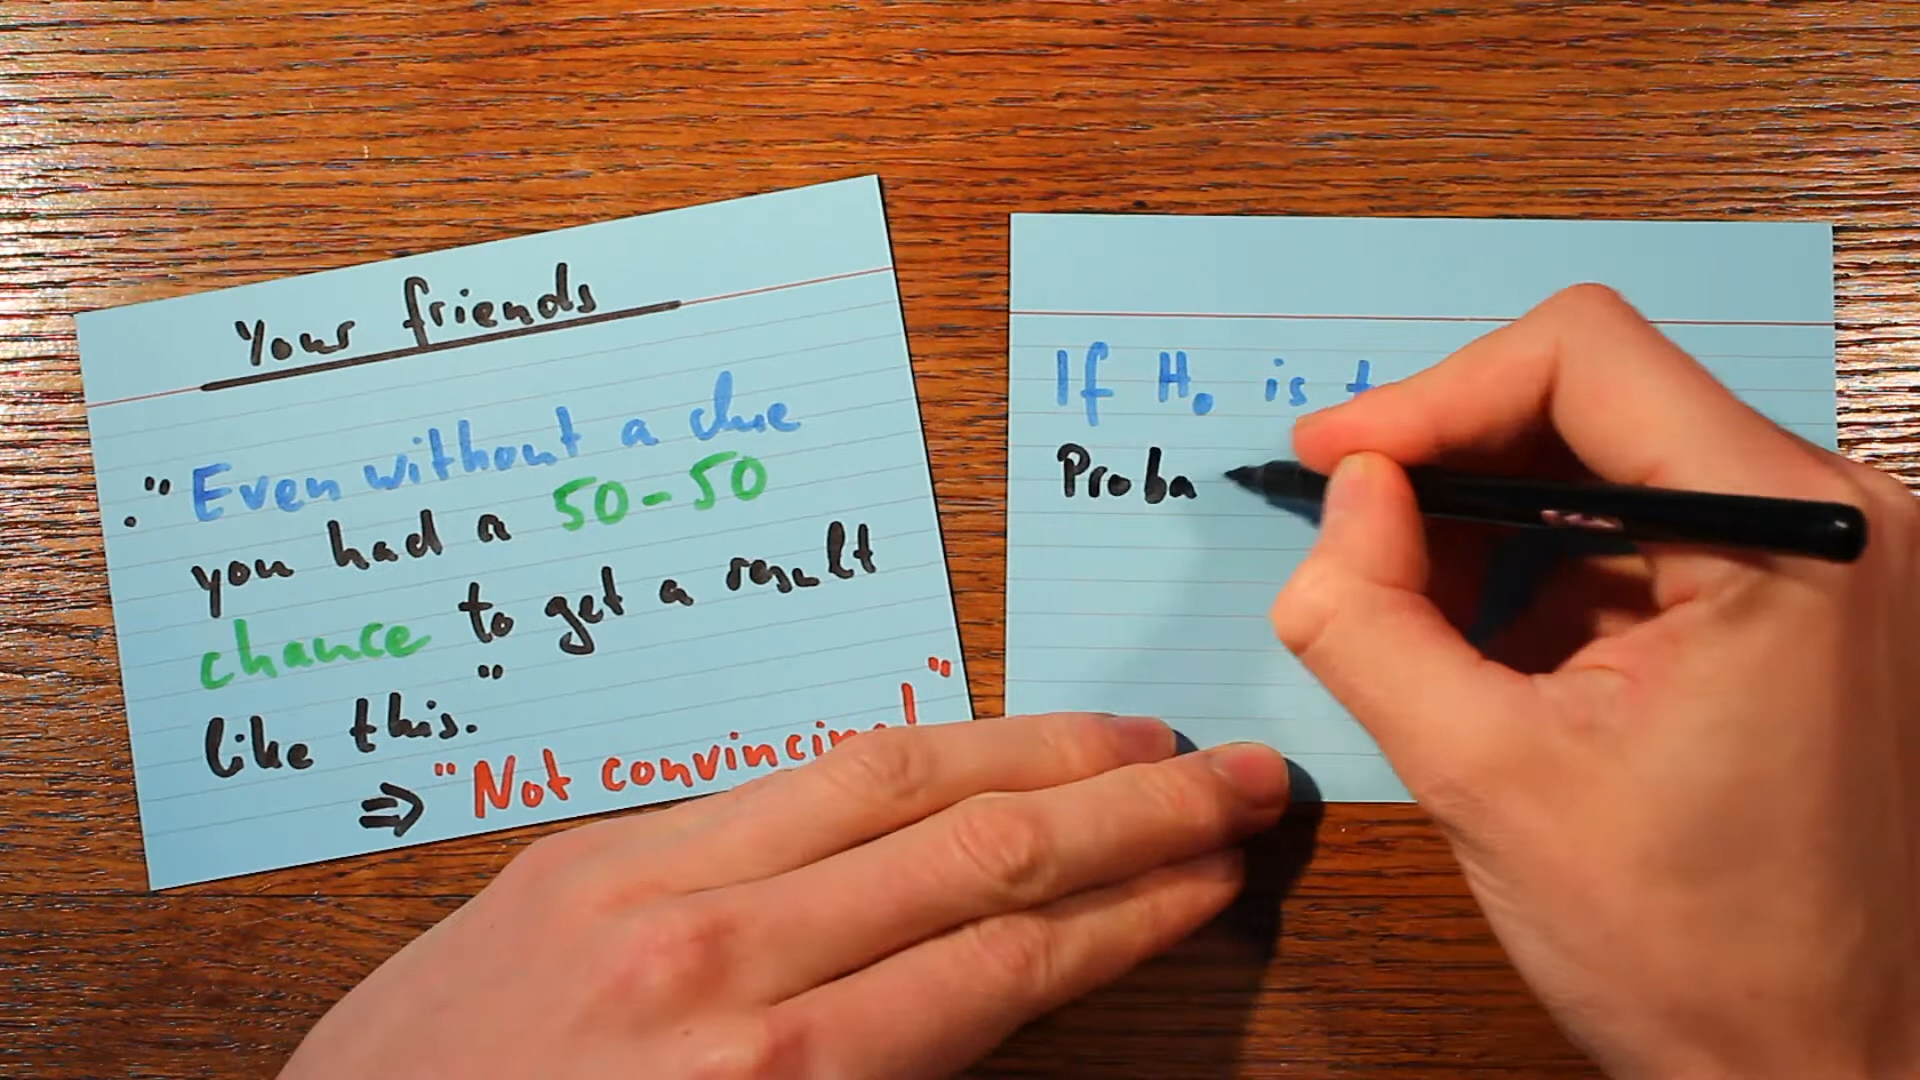 Your friends
: "Even without a clue
you had a 50-50
chance to get a result
like this."
⇒ "Not convincing!"
If H₀ is
Proba